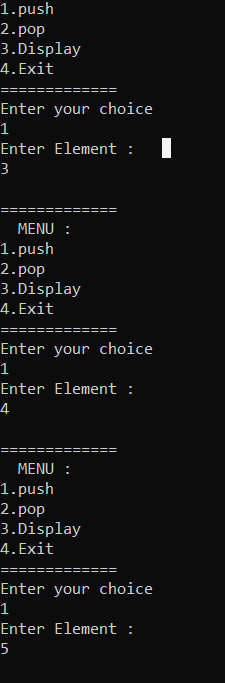 1.push
2.pop
3.Display
4.Exit
=============
Enter your choice
1
Enter Element :
3
=============
  MENU :
1.push
2.pop
3.Display
4.Exit
=============
Enter your choice
1
Enter Element :
4
=============
  MENU :
1.push
2.pop
3.Display
4.Exit
=============
Enter your choice
1
Enter Element :
5